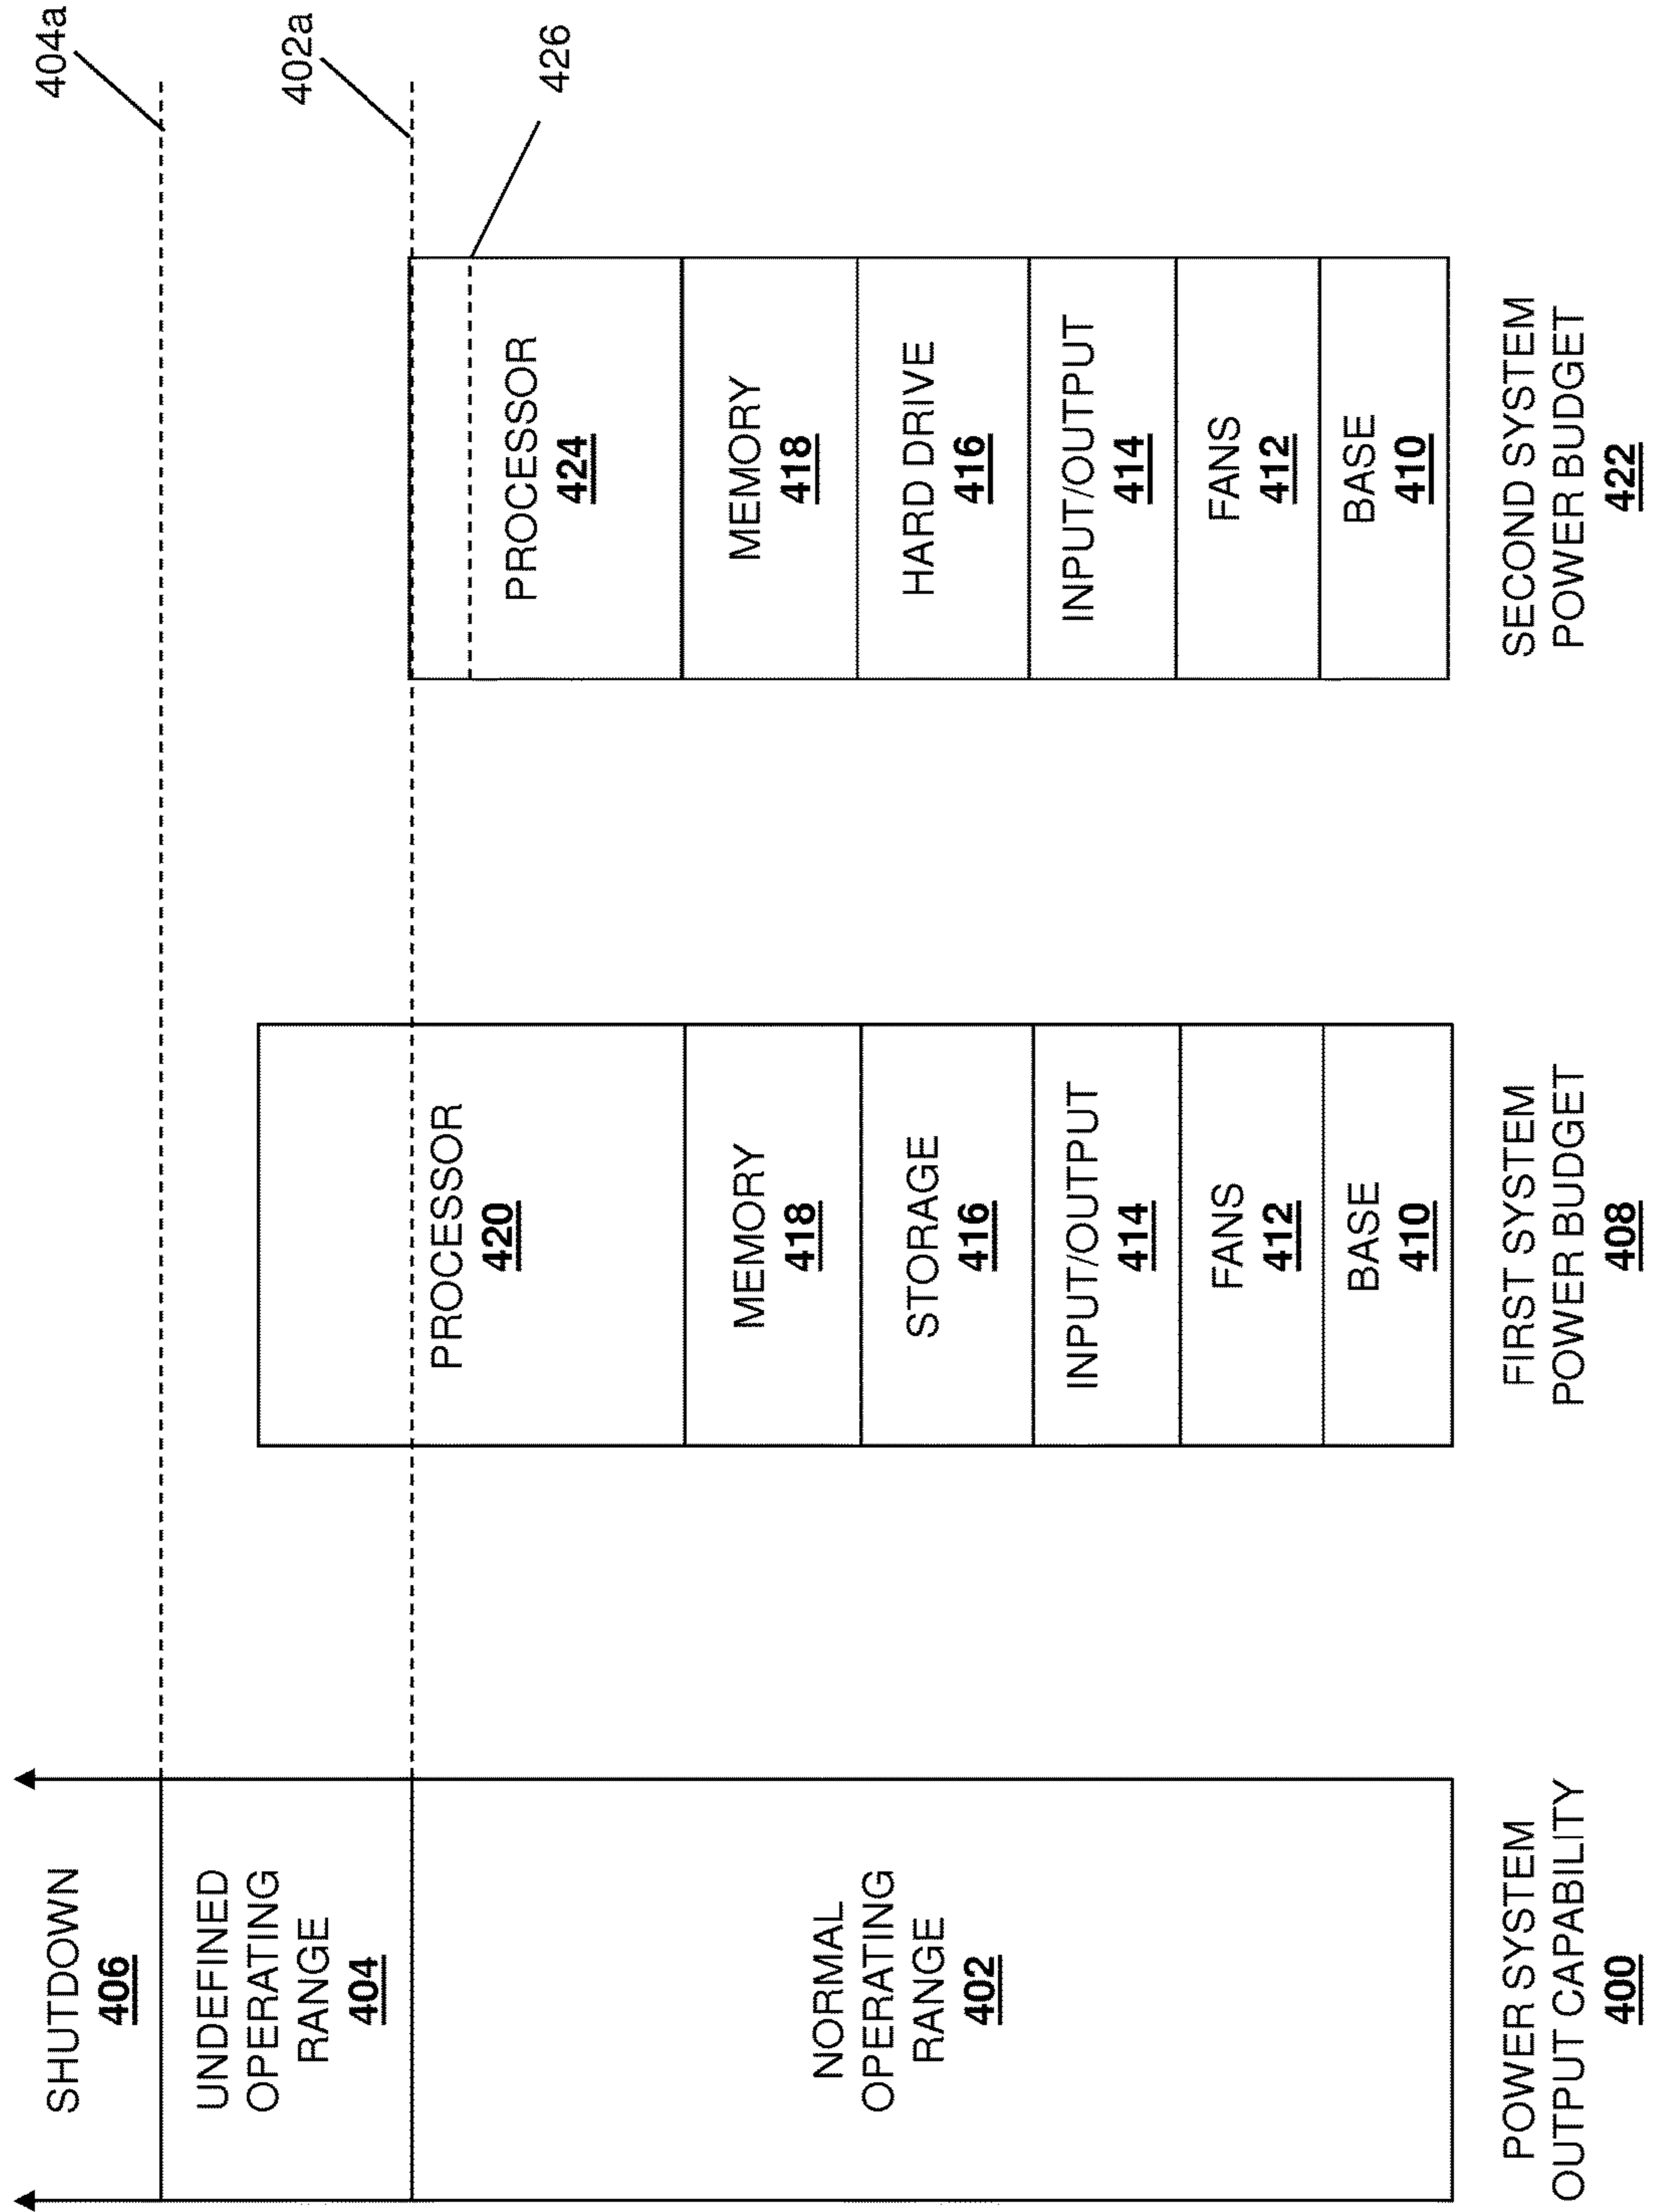 SHUTDOWN
406
UNDEFINED
OPERATING
RANGE
404
NORMAL
OPERATING
RANGE
402
POWER SYSTEM
OUTPUT CAPABILITY
400
PROCESSOR
420
MEMORY
418
STORAGE
416
INPUT/OUTPUT
414
FANS
412
BASE
410
FIRST SYSTEM
POWER BUDGET
408
404a
402a
426
PROCESSOR
424
MEMORY
418
HARD DRIVE
416
INPUT/OUTPUT
414
FANS
412
BASE
410
SECOND SYSTEM
POWER BUDGET
422